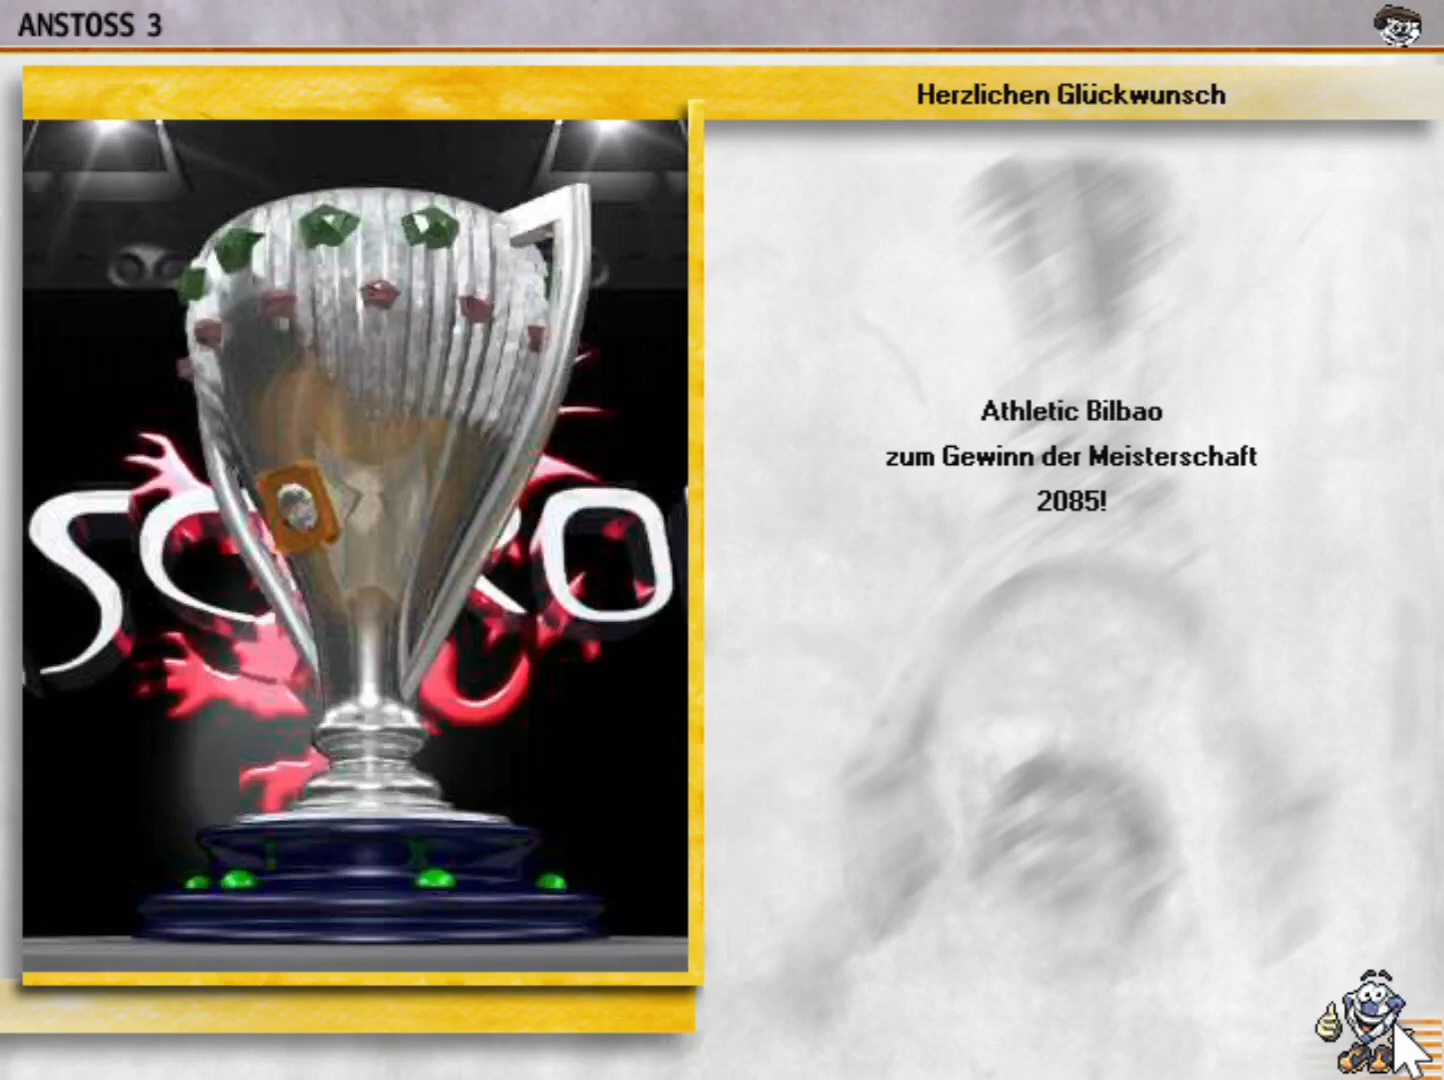 ANSTOSS 3
Herzlichen Glückwunsch
Athletic Bilbao
zum Gewinn der Meisterschaft
2085!